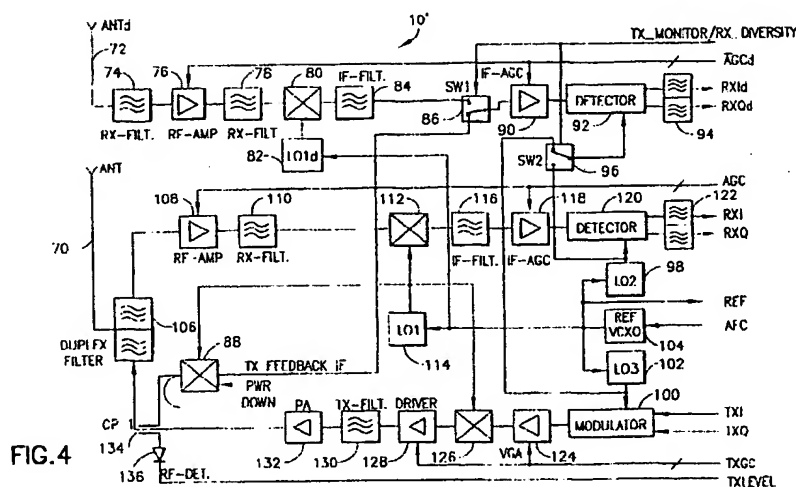 ANTd
10'
TX_MONITOR/RX_DIVERSITY
72
74
76
76
80
IF-FILT.
84
SW1
IF-AGC
AGCd
86
DETECTOR
RXId
RXQd
RX-FILT.
RF-AMP
RX-FILT
90
92
94
82
LO1d
SW2
96
ANT
108
110
112
116
118
120
AGC
122
70
DETECTOR
RXI
RXQ
RF-AMP
RX-FILT.
IF-FILT.
IF-AGC
98
LO2
REF
106
DUPLEX
FILTER
88
LO1
114
REF
VCXO
104
AFC
TX FEEDBACK IF
PWR
DOWN
LO3
102
100
CP
PA
TX-FILT.
DRIVER
MODULATOR
TXI
TXQ
134
132
130
128
126
VGA
124
FIG.4
136
RF-DET.
TXGC
TXLEVEL